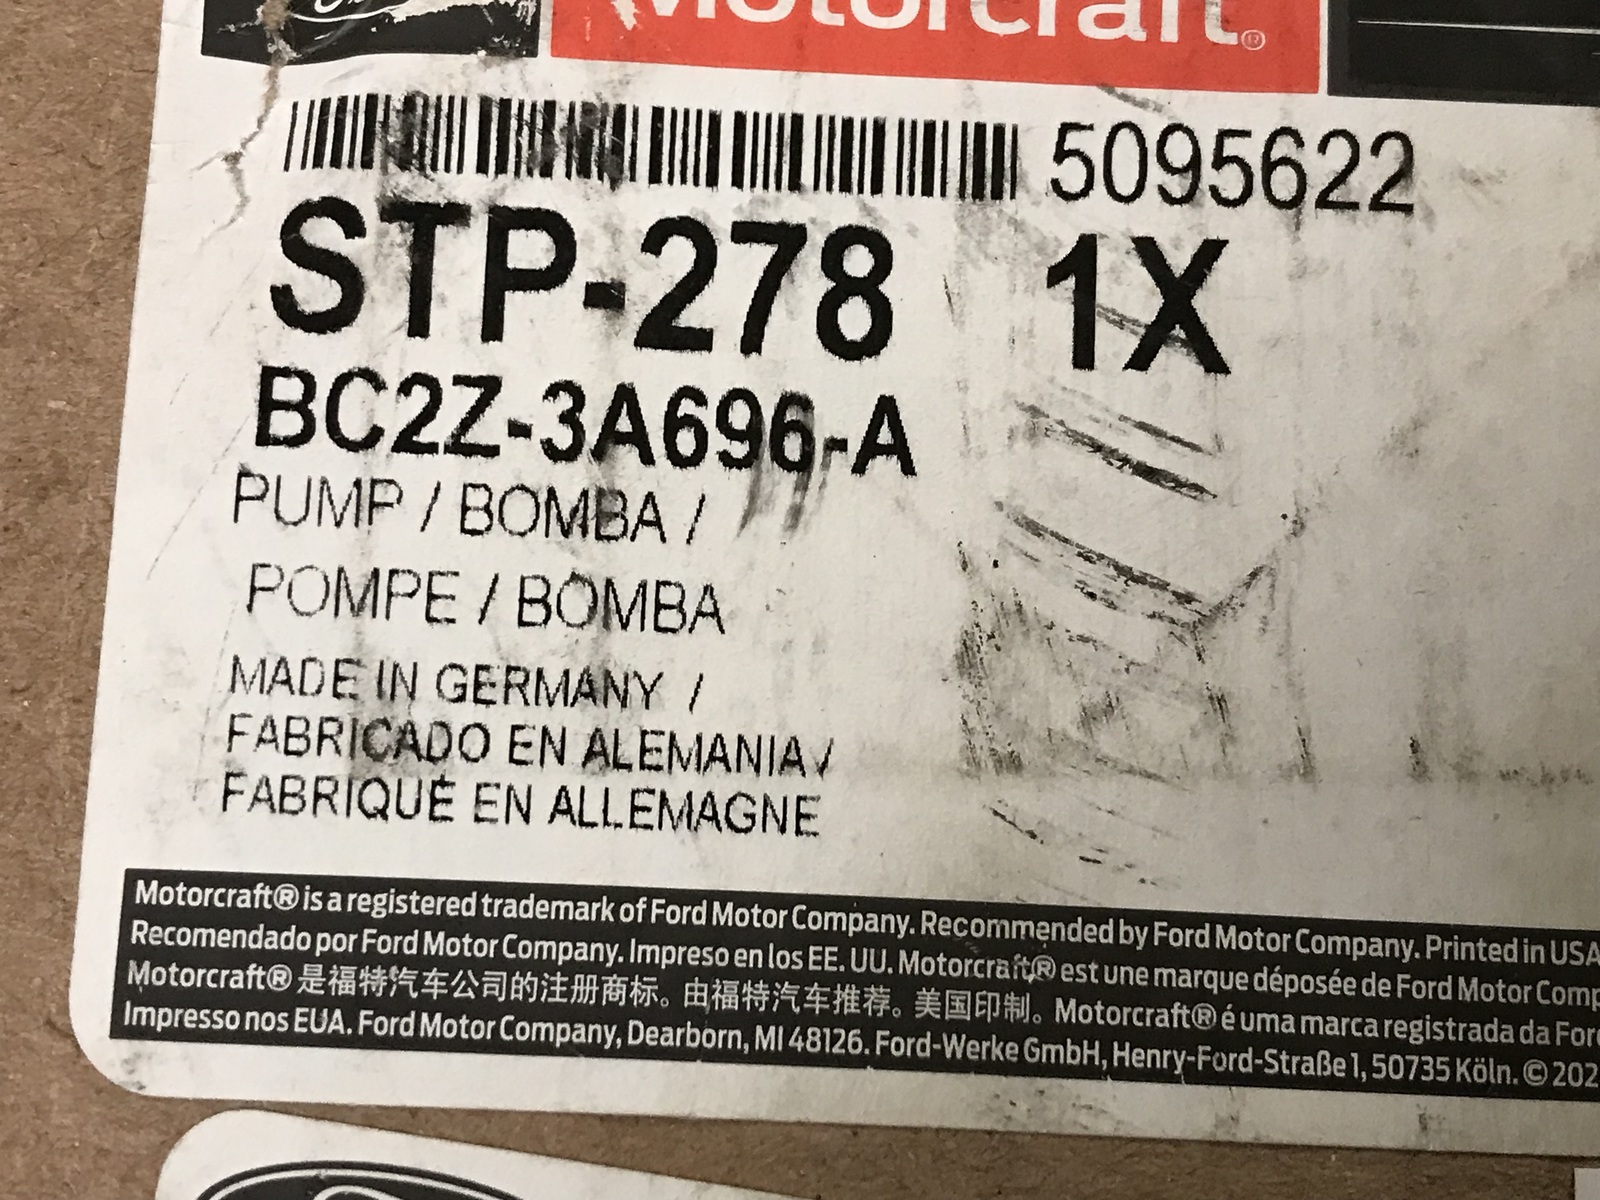 Motorcraft®
5095622
STP-278 1X
BC2Z-3A696-A
PUMP / BOMBA /
POMPE / BOMBA
MADE IN GERMANY /
FABRICADO EN ALEMANIA /
FABRIQUÉ EN ALLEMAGNE
Motorcraft® is a registered trademark of Ford Motor Company. Recommended by Ford Motor Company. Printed in USA
Recomendado por Ford Motor Company. Impreso en los EE. UU. Motorcraft® est une marque déposée de Ford Motor Comp
Motorcraft® 是福特汽车公司的注册商标。由福特汽车推荐。美国印制。Motorcraft® é uma marca registrada da Ford
Impresso nos EUA. Ford Motor Company, Dearborn, MI 48126. Ford-Werke GmbH, Henry-Ford-Straße 1, 50735 Köln. © 202